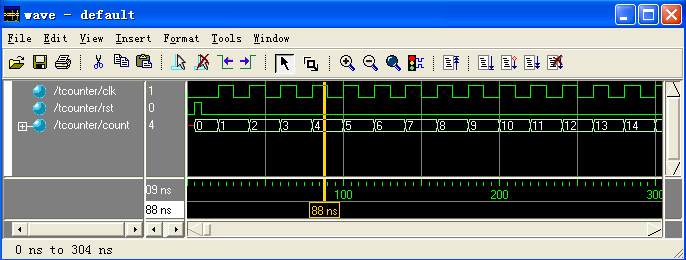 wave - default
File Edit View Insert Format Tools Window
/tcounter/clk 1
/tcounter/rst 0
/tcounter/count 4 0 1 2 3 4 5 6 7 8 9 10 11 12 13 14
09 ns 100 200 300
88 ns 88 ns
0 ns to 304 ns